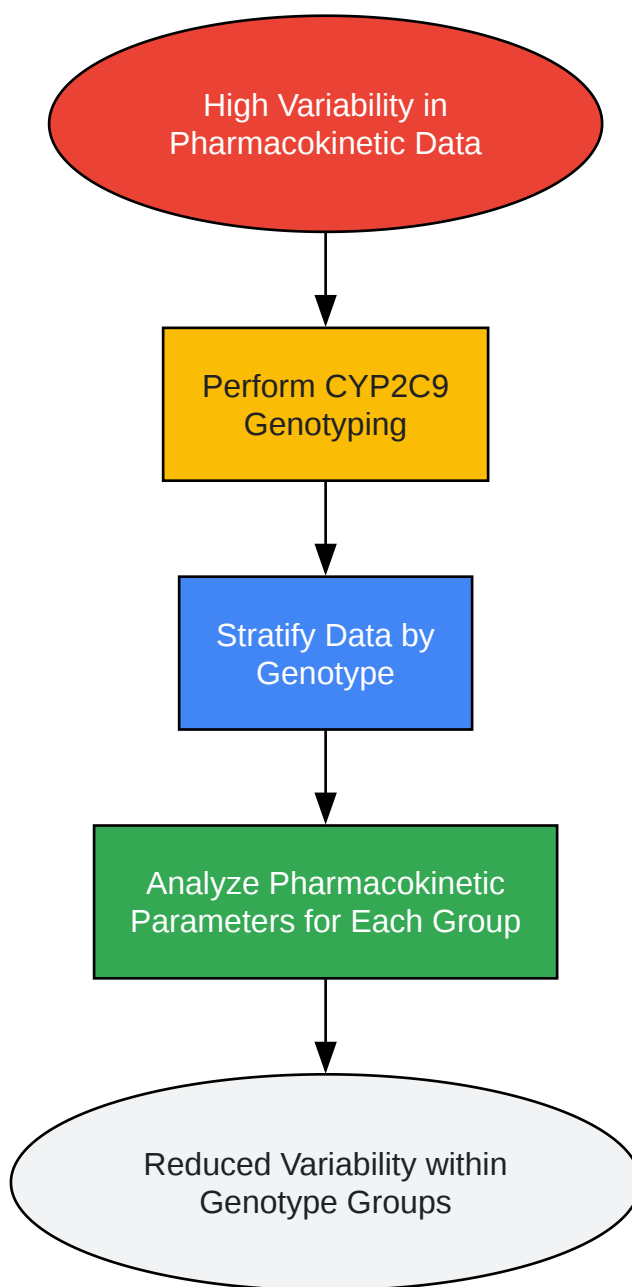 High Variability in
Pharmacokinetic Data
Perform CYP2C9
Genotyping
Stratify Data by
Genotype
Analyze Pharmacokinetic
Parameters for Each Group
Reduced Variability within
Genotype Groups